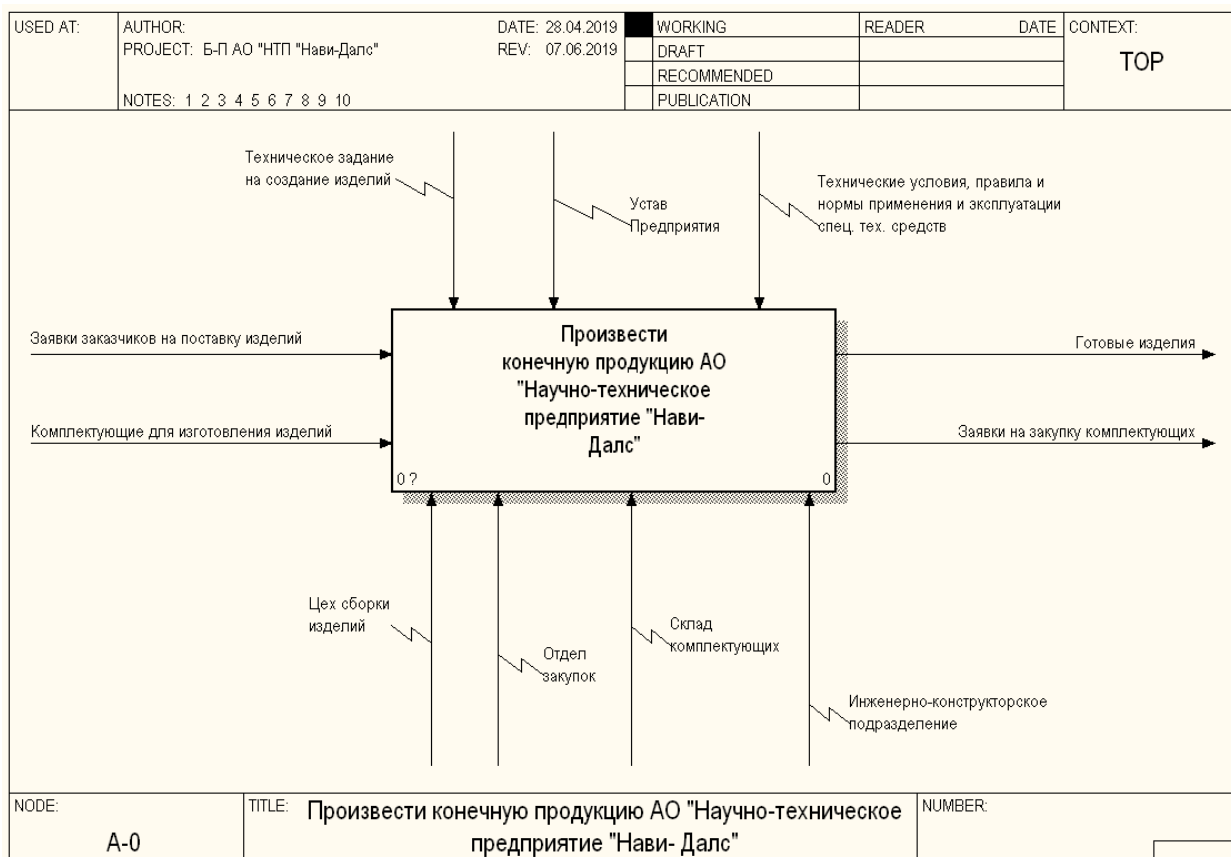 USED AT:
AUTHOR:
DATE: 28.04.2019
WORKING
READER
DATE
CONTEXT:
PROJECT: Б-П АО "НТП "Нави-Далс"
REV: 07.06.2019
DRAFT
TOP
RECOMMENDED
NOTES: 1 2 3 4 5 6 7 8 9 10
PUBLICATION
Техническое задание
на создание изделий
Устав
Предприятия
Технические условия, правила и
нормы применения и эксплуатации
спец. тех. средств
Заявки заказчиков на поставку изделий
Комплектующие для изготовления изделий
Произвести
конечную продукцию АО
"Научно-техническое
предприятие "Нави-
Далс"
0 ?
0
Готовые изделия
Заявки на закупку комплектующих
Цех сборки
изделий
Отдел
закупок
Склад
комплектующих
Инженерно-конструкторское
подразделение
NODE:
A-0
TITLE:
Произвести конечную продукцию АО "Научно-техническое
предприятие "Нави- Далс"
NUMBER: